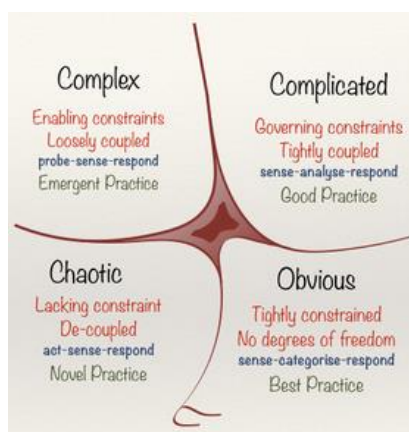 Complex
Enabling constraints
Loosely coupled
probe-sense-respond
Emergent Practice
Complicated
Governing constraints
Tightly coupled
sense-analyse-respond
Good Practice
Chaotic
Lacking constraint
De-coupled
act-sense-respond
Novel Practice
Obvious
Tightly constrained
No degrees of freedom
sense-categorise-respond
Best Practice